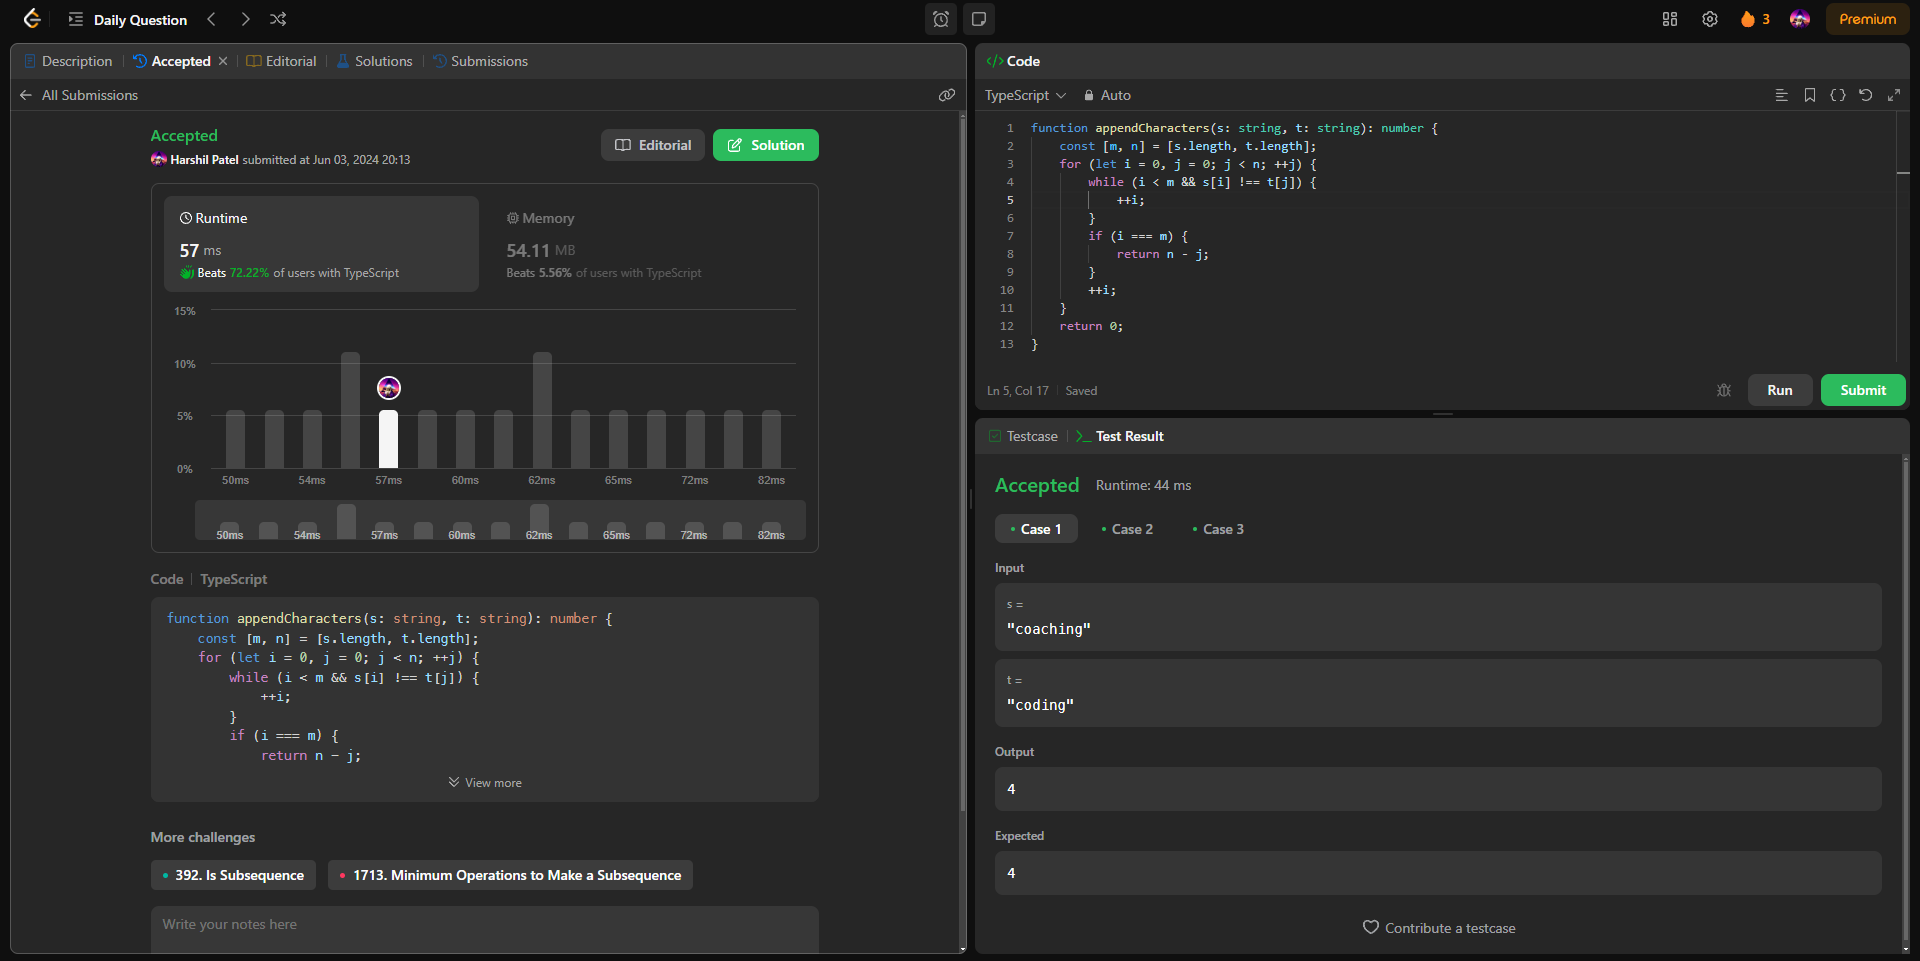 Daily Question
3
Premium
Description
Accepted
Editorial
Solutions
Submissions
All Submissions
Accepted
Harshil Patel submitted at Jun 03, 2024 20:13
Editorial
Solution
Runtime
57 ms
Beats 72.22% of users with TypeScript
Memory
54.11 MB
Beats 5.56% of users with TypeScript
15%
10%
5%
0%
50ms 54ms 57ms 60ms 62ms 65ms 72ms 82ms
50ms 54ms 57ms 60ms 62ms 65ms 72ms 82ms
Code | TypeScript
function appendCharacters(s: string, t: string): number {
    const [m, n] = [s.length, t.length];
    for (let i = 0, j = 0; j < n; ++j) {
        while (i < m && s[i] !== t[j]) {
            ++i;
        }
        if (i === m) {
            return n - j;
View more
More challenges
392. Is Subsequence
1713. Minimum Operations to Make a Subsequence
Write your notes here
</> Code
TypeScript
Auto
1 function appendCharacters(s: string, t: string): number {
2     const [m, n] = [s.length, t.length];
3     for (let i = 0, j = 0; j < n; ++j) {
4         while (i < m && s[i] !== t[j]) {
5             ++i;
6         }
7         if (i === m) {
8             return n - j;
9         }
10         ++i;
11     }
12     return 0;
13 }
Ln 5, Col 17
Saved
Run
Submit
Testcase
Test Result
Accepted
Runtime: 44 ms
Case 1
Case 2
Case 3
Input
s =
"coaching"
t =
"coding"
Output
4
Expected
4
Contribute a testcase